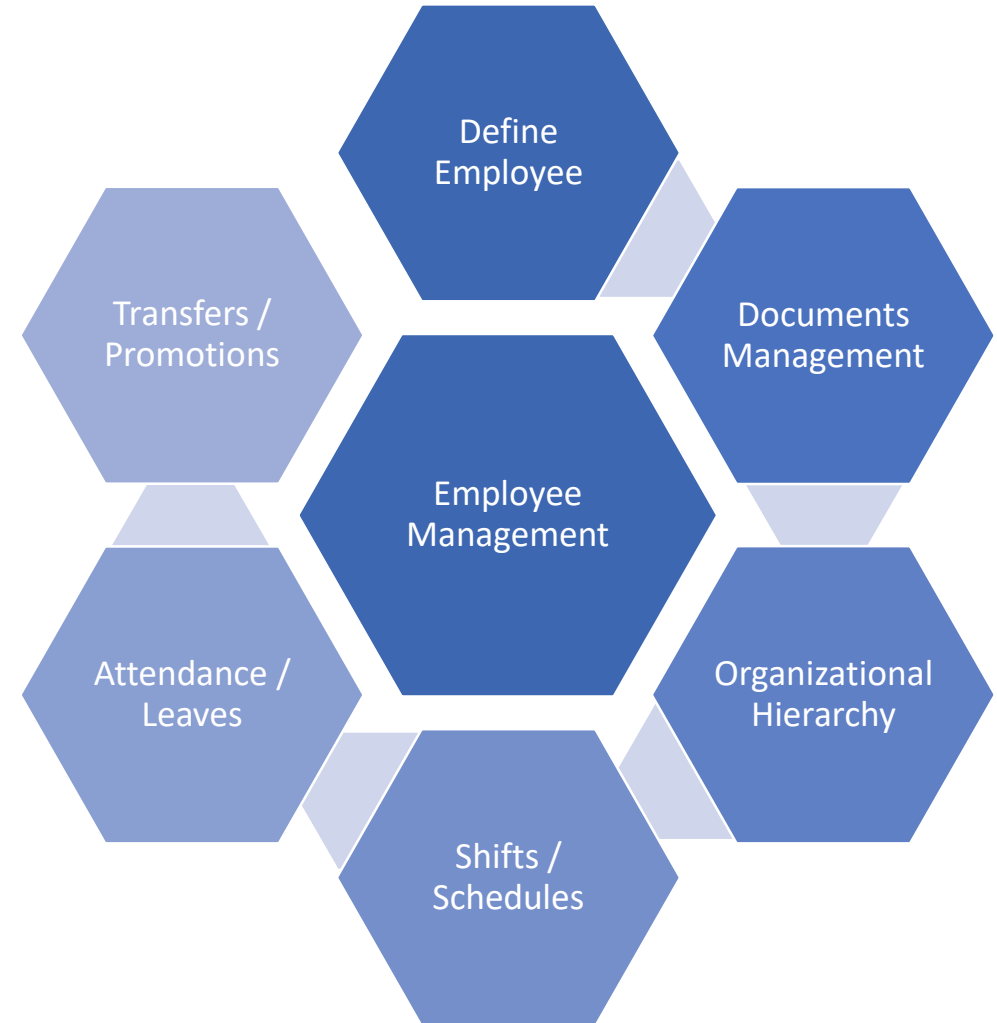 Define
Employee
Documents
Management
Organizational
Hierarchy
Shifts /
Schedules
Attendance /
Leaves
Transfers /
Promotions
Employee
Management